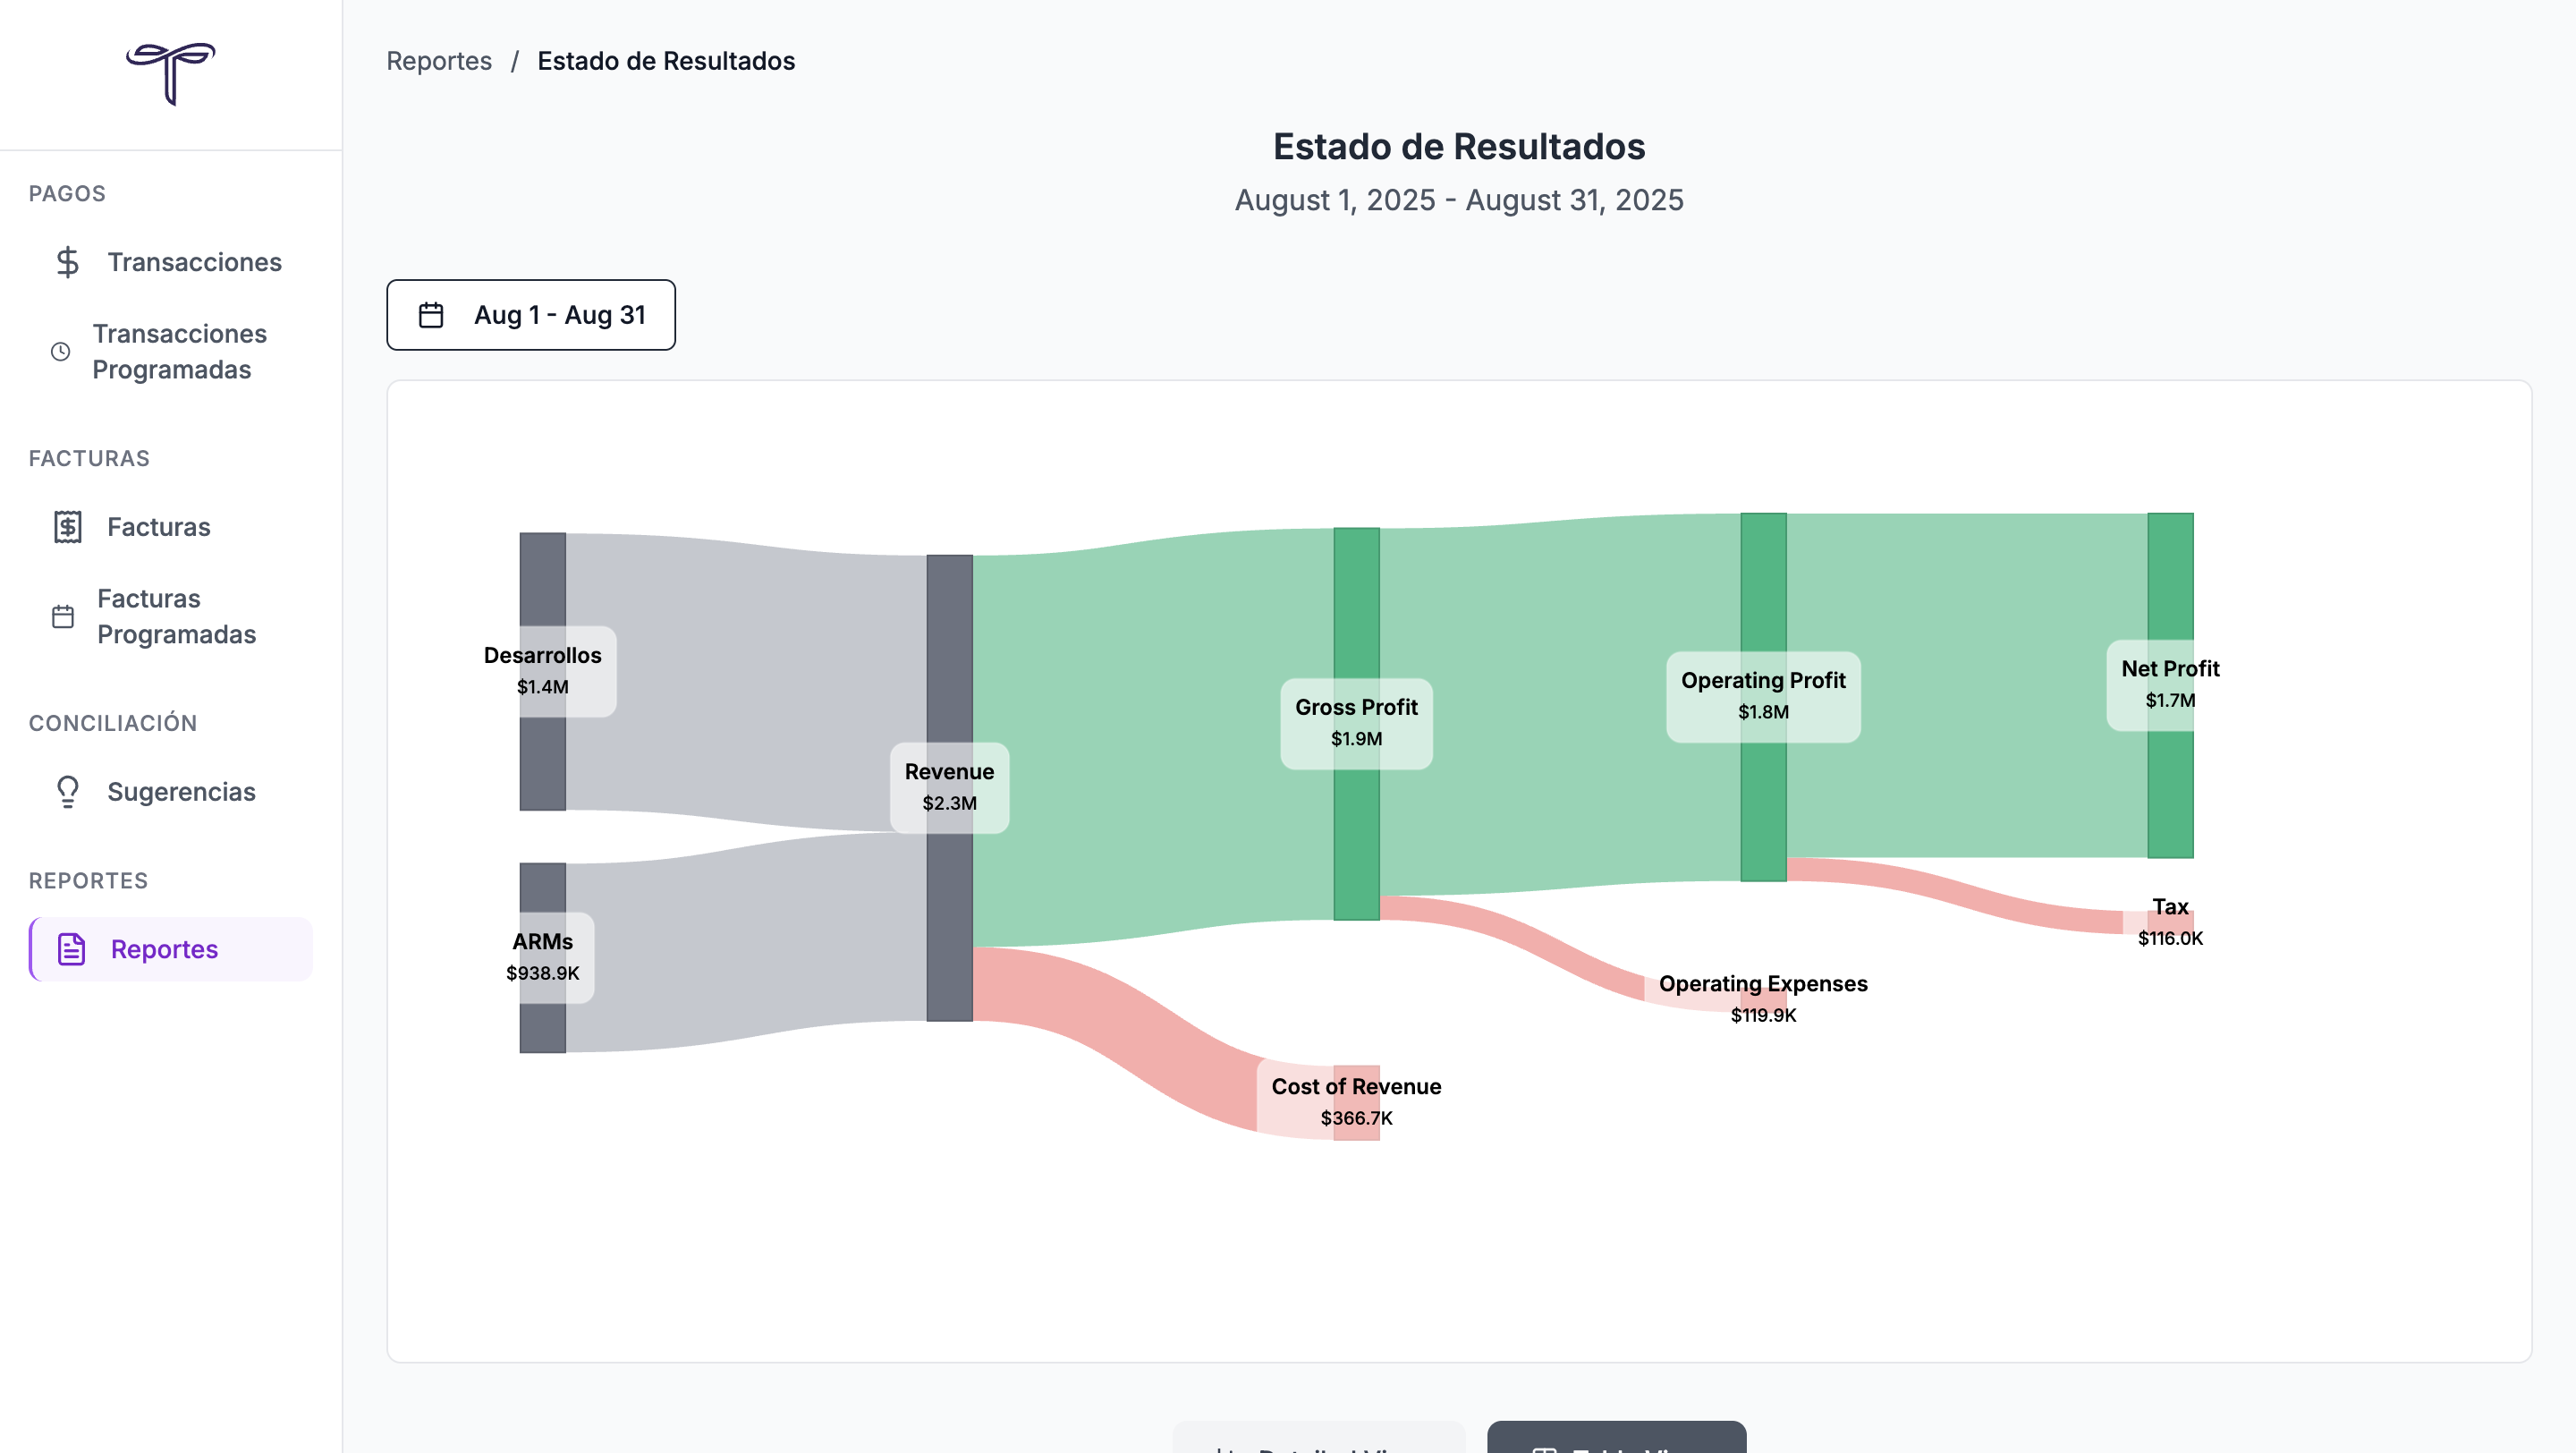 PAGOS
Transacciones
Transacciones
Programadas
FACTURAS
Facturas
Facturas
Programadas
CONCILIACIÓN
Sugerencias
REPORTES
Reportes
Reportes / Estado de Resultados
Estado de Resultados
August 1, 2025 - August 31, 2025
Aug 1 - Aug 31
Desarrollos
$1.4M
ARMs
$938.9K
Revenue
$2.3M
Gross Profit
$1.9M
Cost of Revenue
$366.7K
Operating Profit
$1.8M
Operating Expenses
$119.9K
Net Profit
$1.7M
Tax
$116.0K